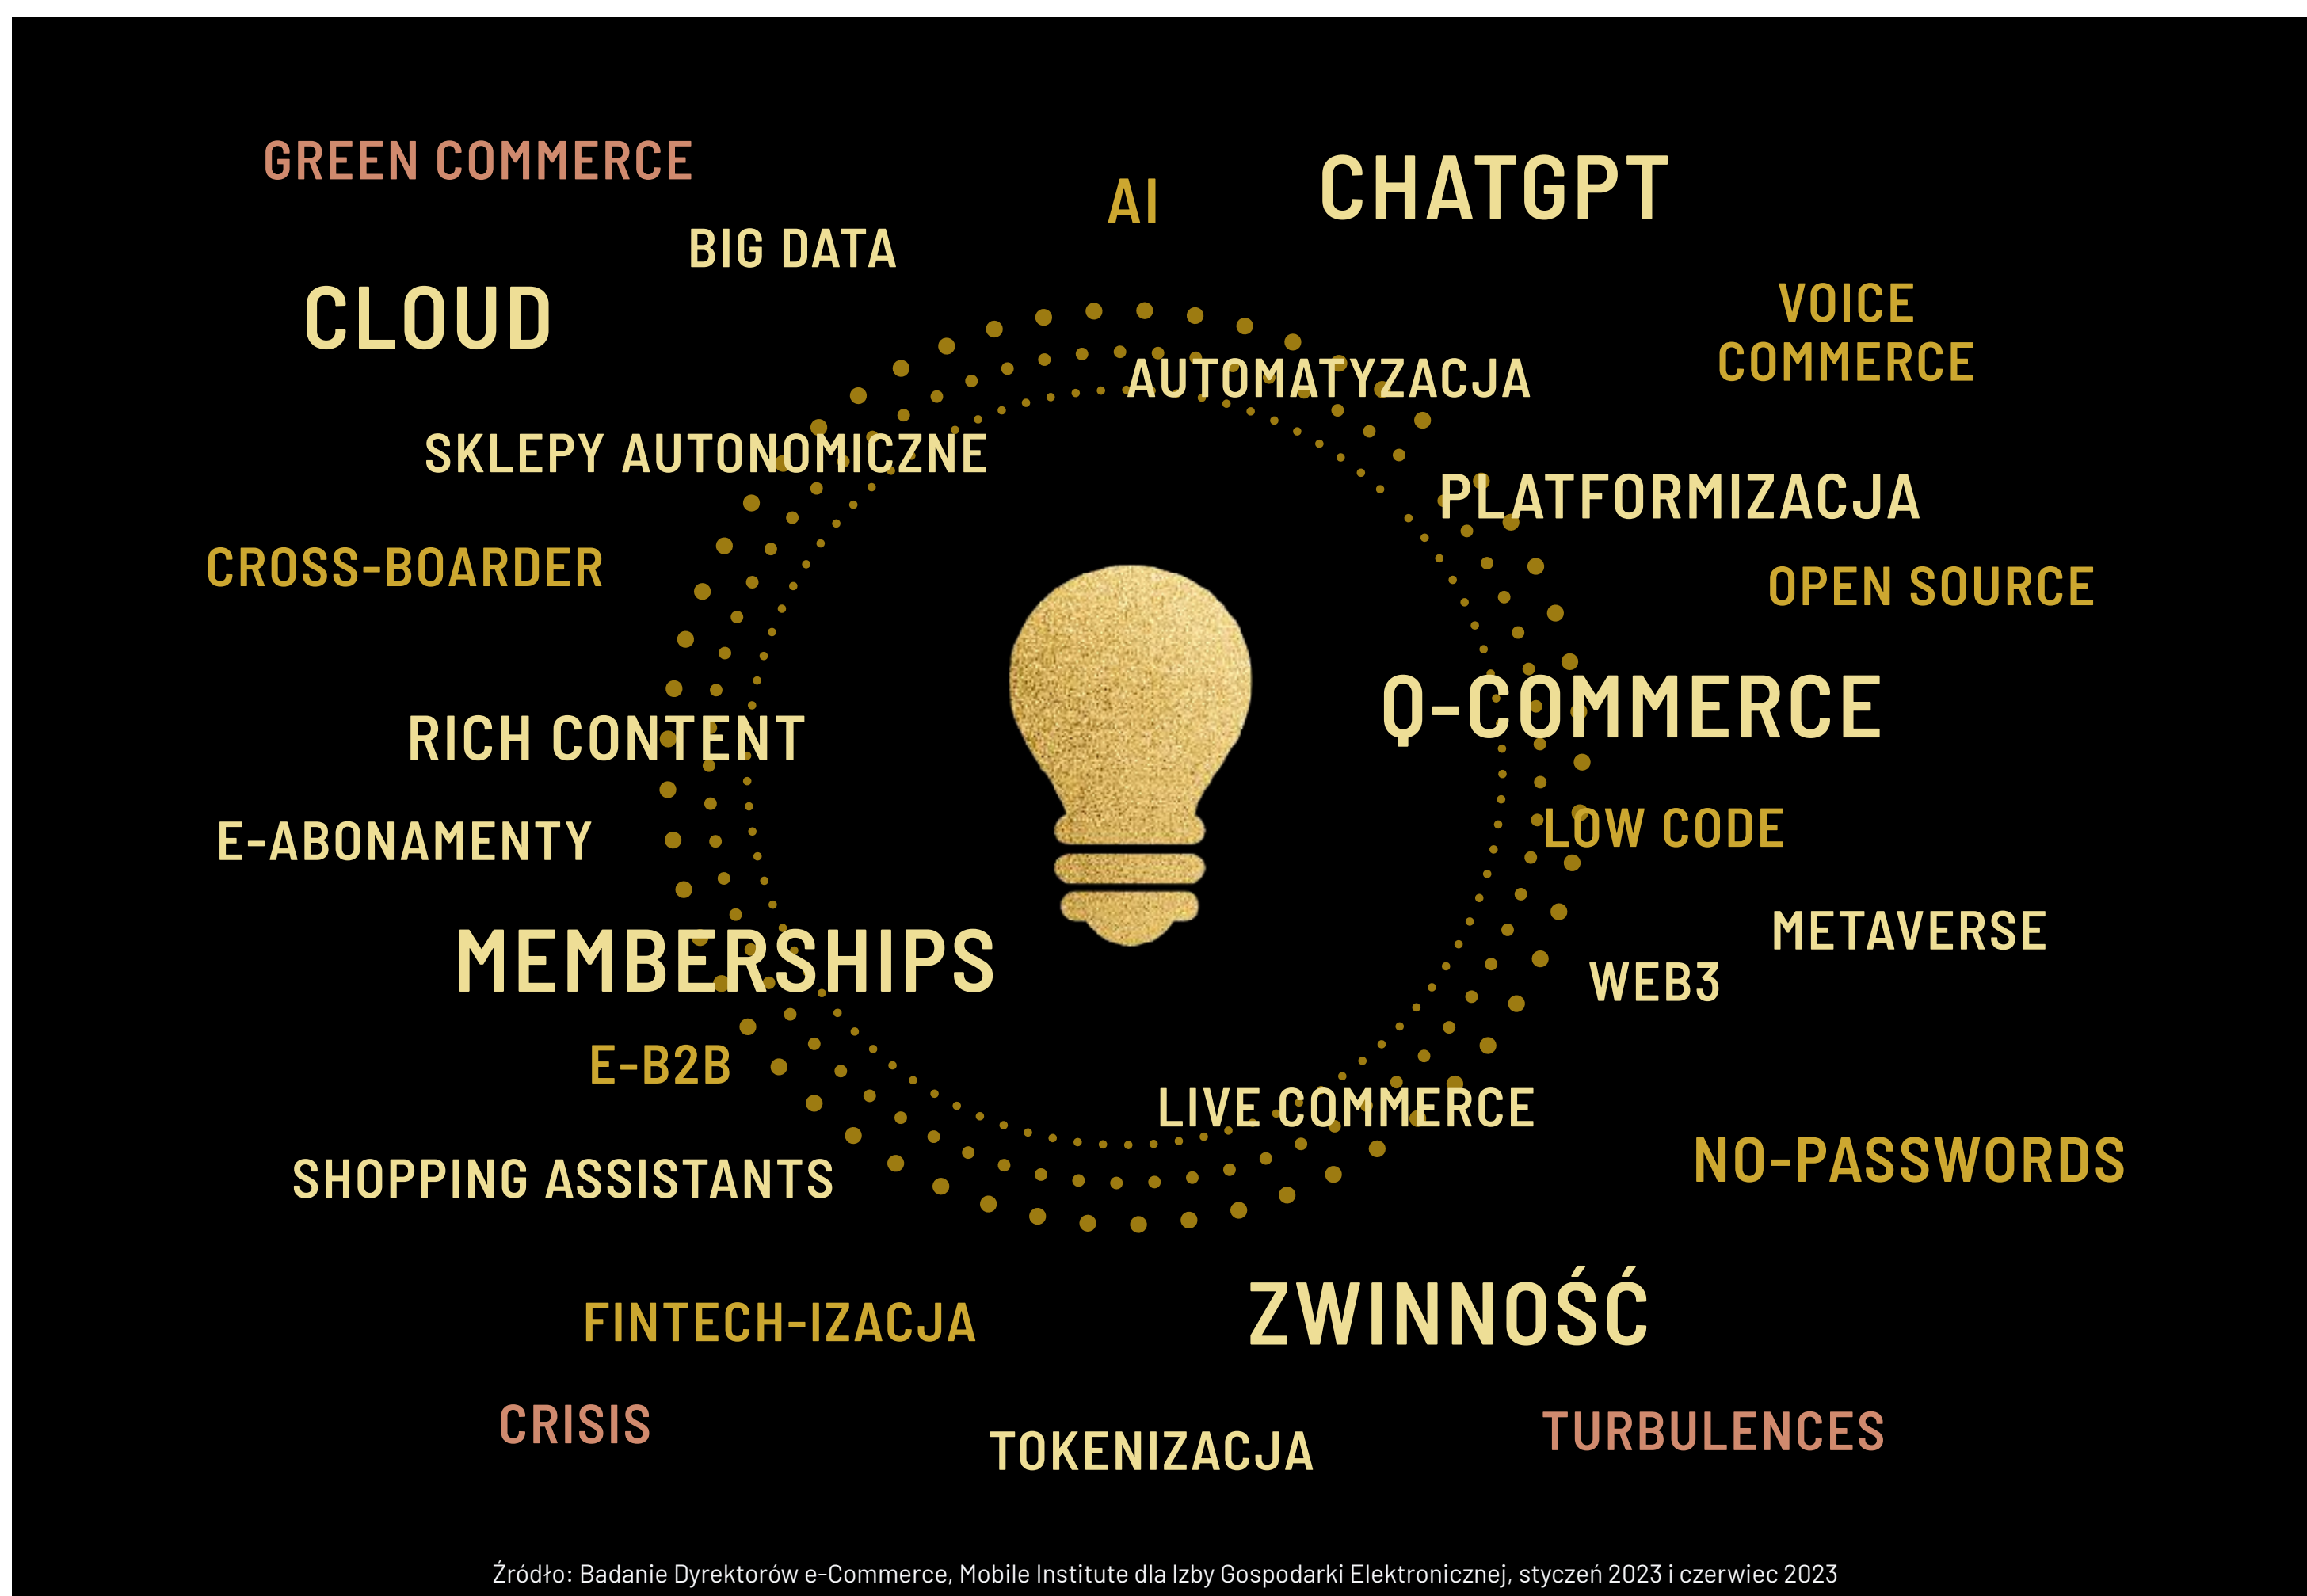 GREEN COMMERCE
AI
CHATGPT
BIG DATA
CLOUD
VOICE
COMMERCE
AUTOMATYZACJA
SKLEPY AUTONOMICZNE
PLATFORMIZACJA
CROSS-BOARDER
OPEN SOURCE
Q-COMMERCE
RICH CONTENT
LOW CODE
E-ABONAMENTY
METAVERSE
MEMBERSHIPS
WEB3
E-B2B
LIVE COMMERCE
NO-PASSWORDS
SHOPPING ASSISTANTS
ZWINNOŚĆ
FINTECH-IZACJA
CRISIS
TURBULENCES
TOKENIZACJA
Źródło: Badanie Dyrektorów e-Commerce, Mobile Institute dla Izby Gospodarki Elektronicznej, styczeń 2023 i czerwiec 2023